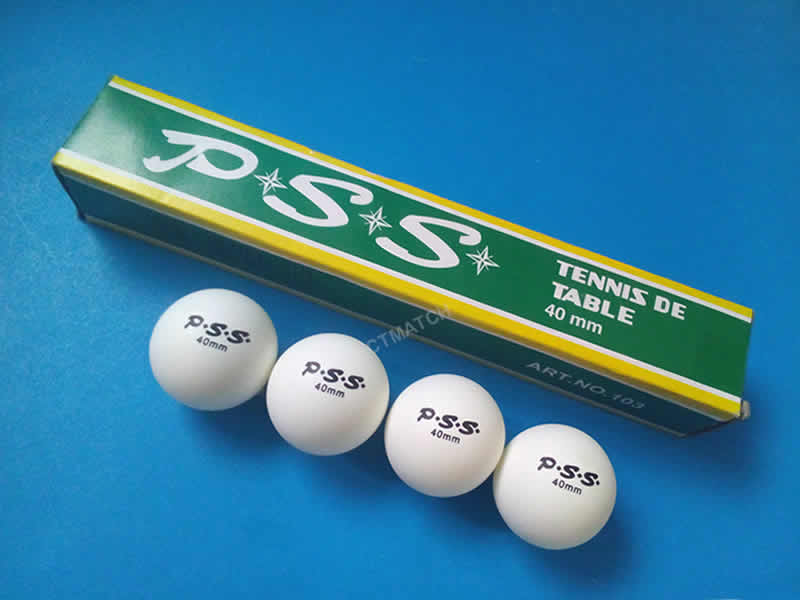 P★S★S★
TENNIS DE
TABLE
40 mm
ART.NO.103
P.S.S.
40mm
P.S.S.
40mm
P.S.S.
40mm
P.S.S.
40mm